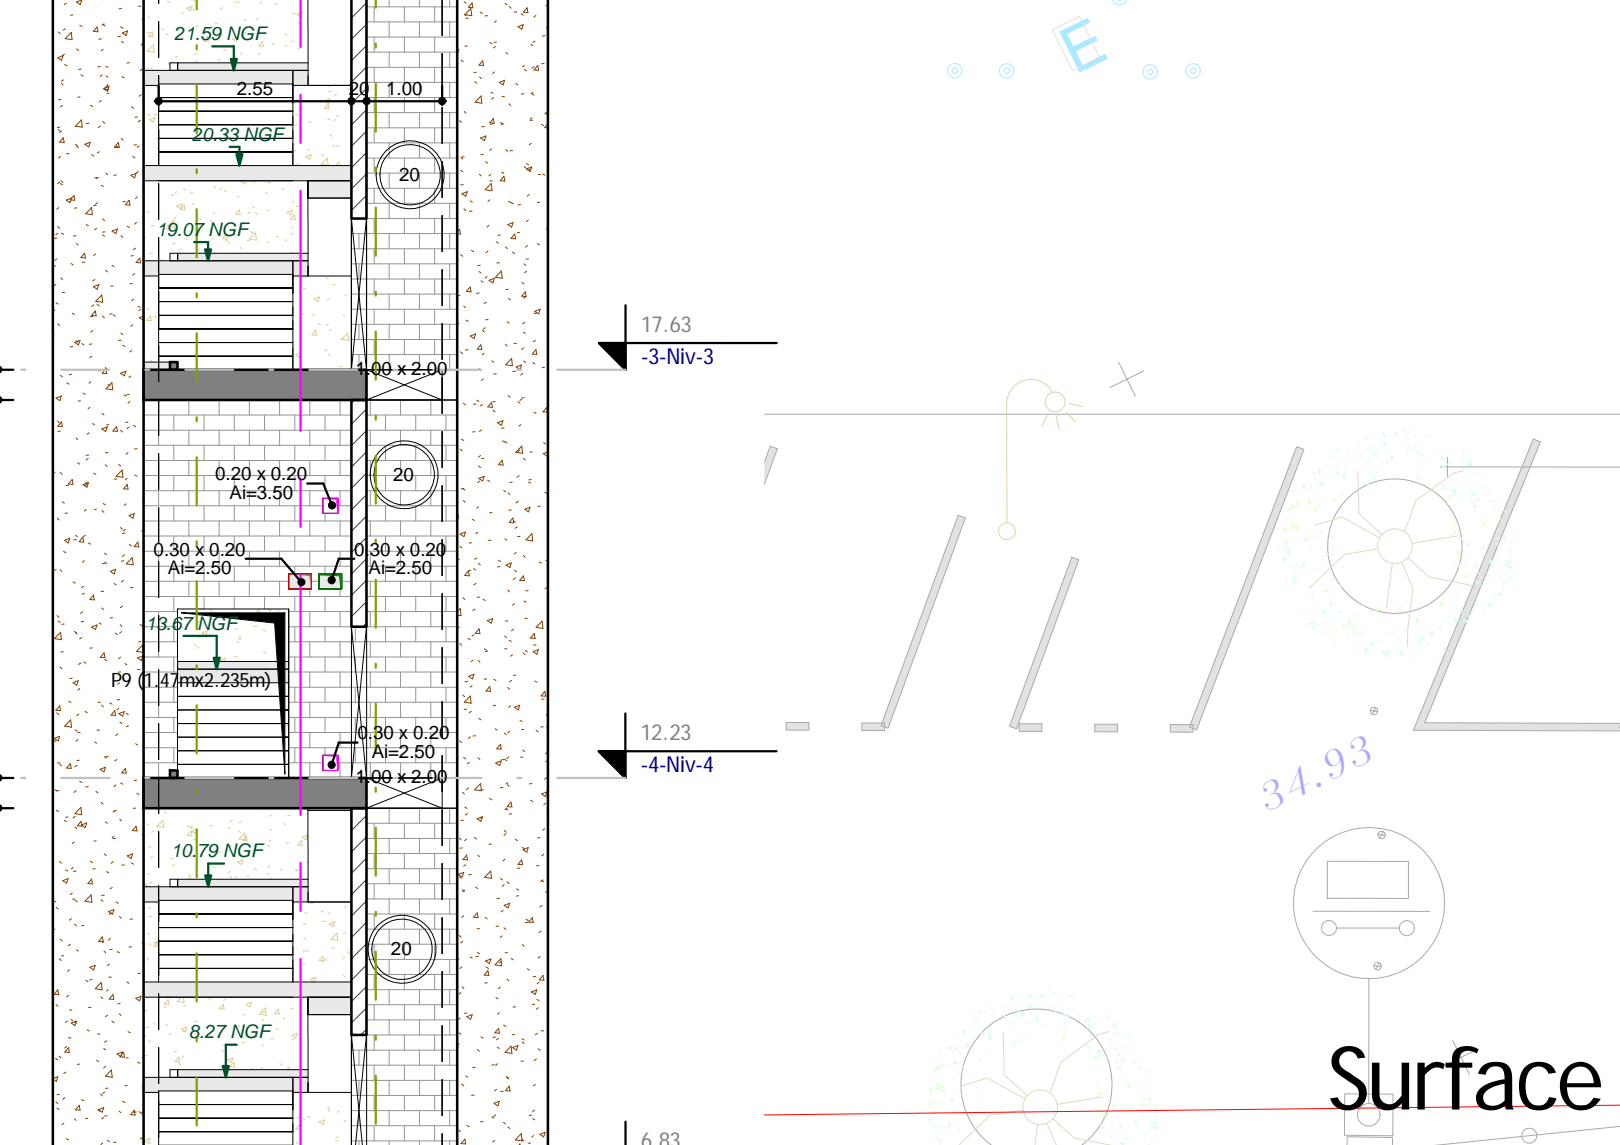 21.59 NGF
2.55
20
1.00
20.33 NGF
20
19.07 NGF
1.00 x 2.00
17.63
-3-Niv-3
0.20 x 0.20
Ai=3.50
20
0.30 x 0.20
Ai=2.50
0.30 x 0.20
Ai=2.50
13.67 NGF
P9 (1.47mx2.235m)
0.30 x 0.20
Ai=2.50
1.00 x 2.00
12.23
-4-Niv-4
10.79 NGF
20
8.27 NGF
6.83
E
34.93
Surface